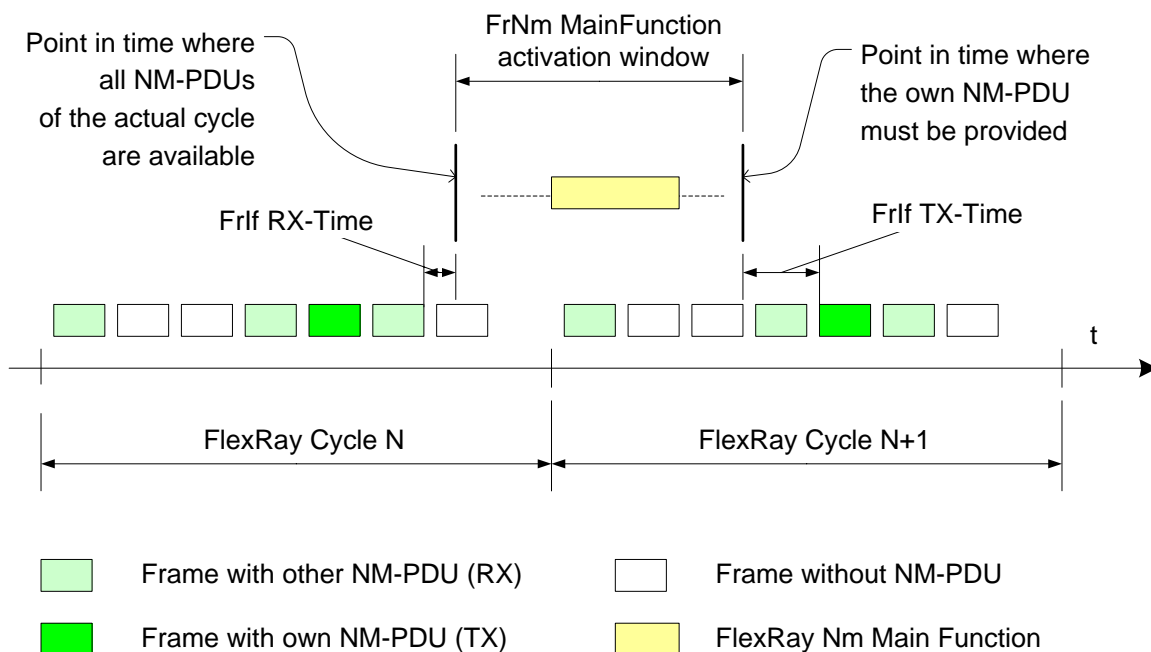 FrNm MainFunction
activation window
Point in time where
all NM-PDUs
of the actual cycle
are available
Point in time where
the own NM-PDU
must be provided
FrIf RX-Time
FrIf TX-Time
t
FlexRay Cycle N
FlexRay Cycle N+1
Frame with other NM-PDU (RX)
Frame without NM-PDU
Frame with own NM-PDU (TX)
FlexRay Nm Main Function